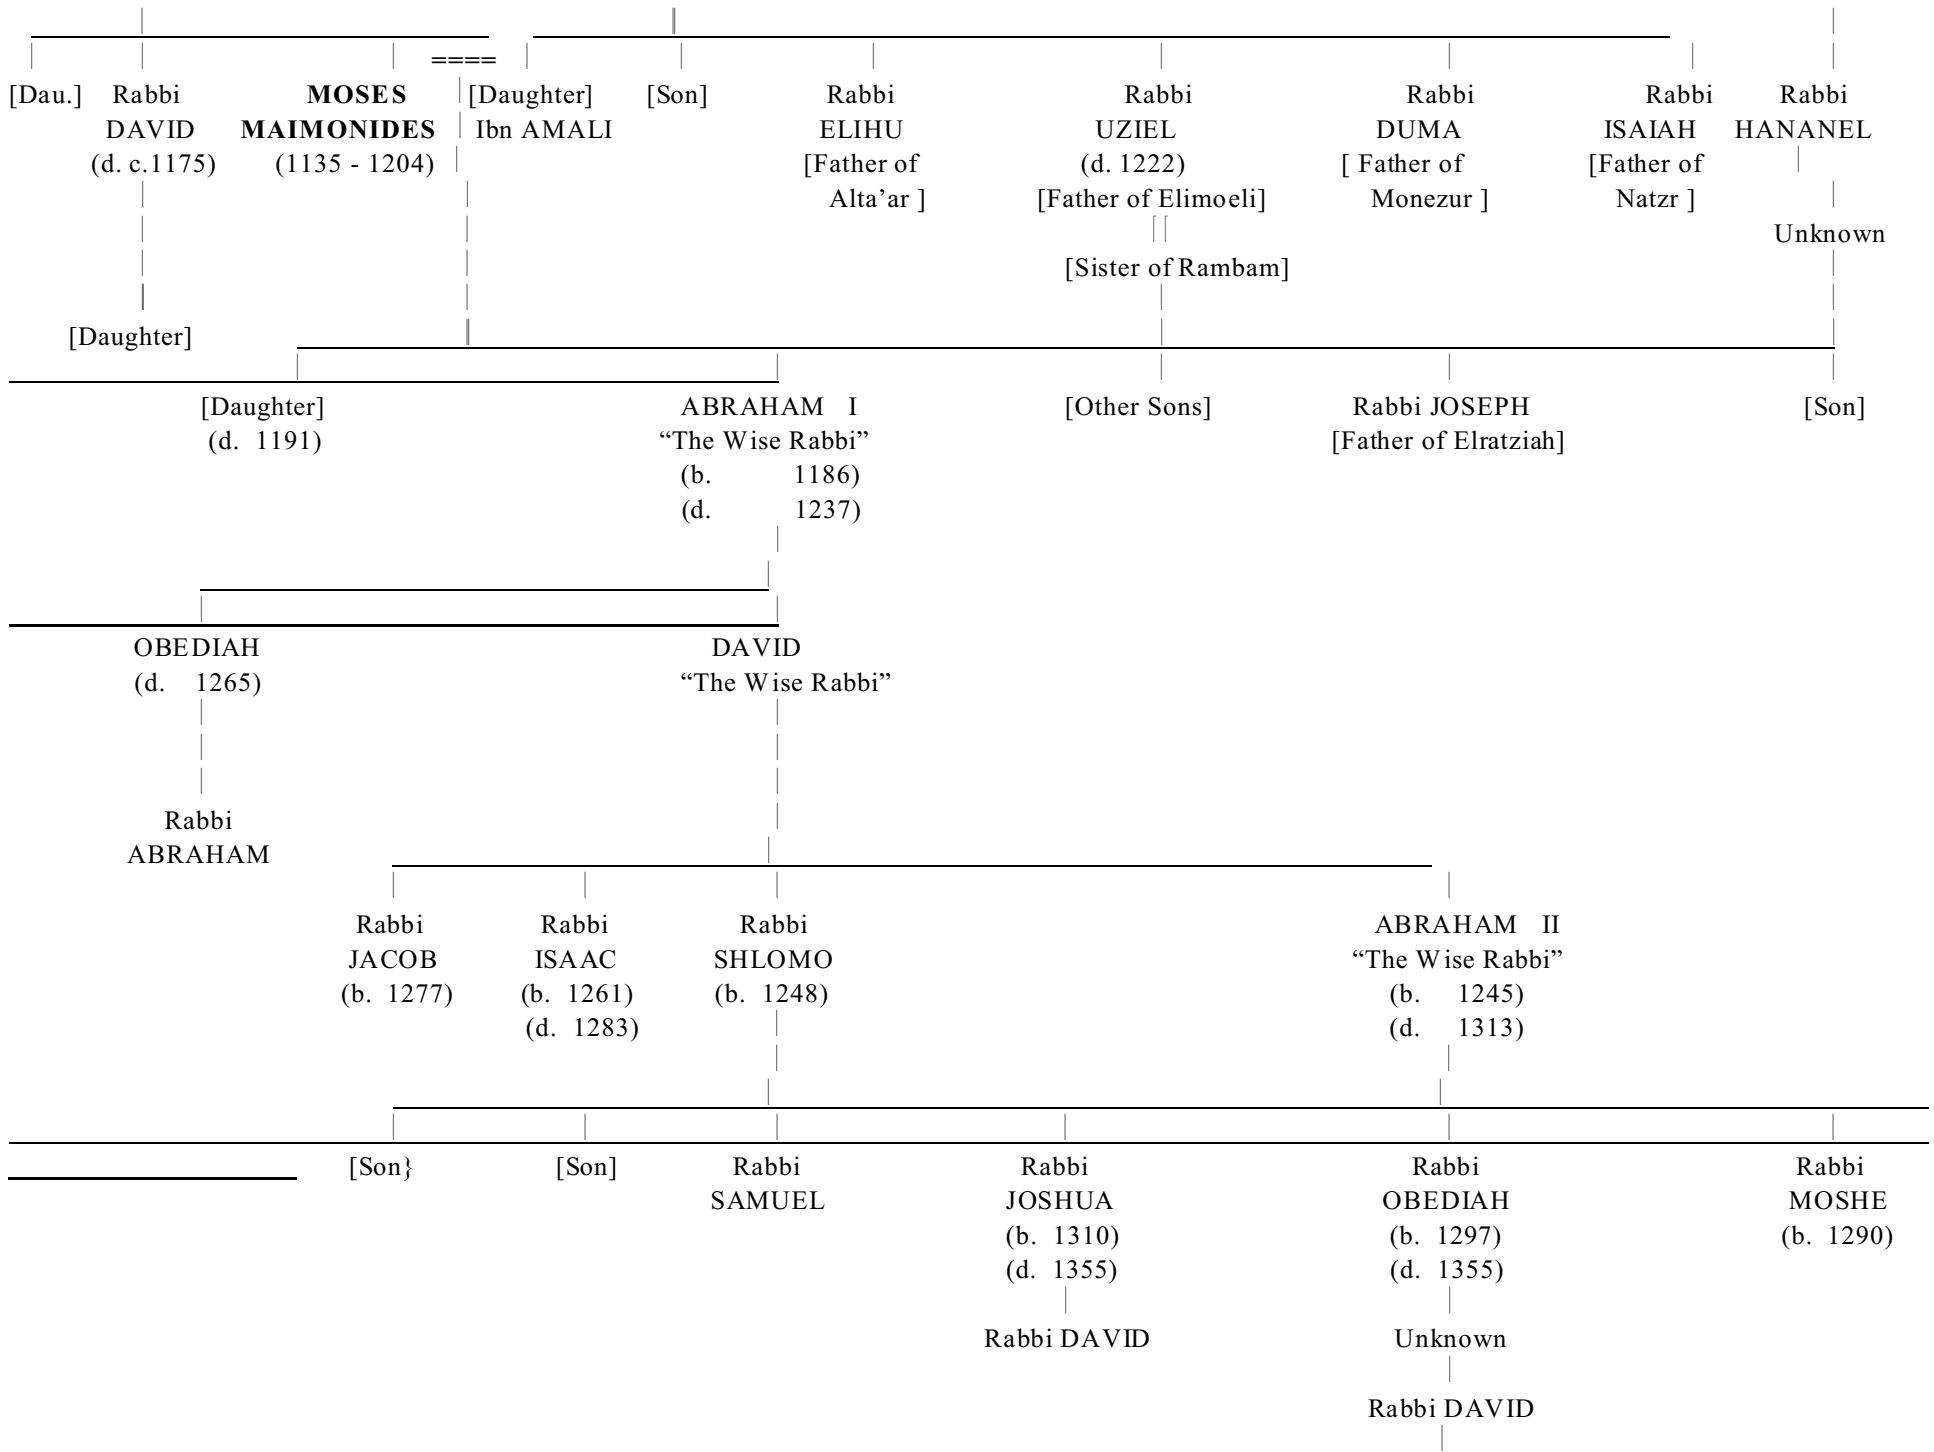 ====
[Dau.] Rabbi MOSES [Daughter] [Son] Rabbi Rabbi Rabbi Rabbi Rabbi
DAVID MAIMONIDES Ibn AMALI ELIHU UZIEL DUMA ISAIAH HANANEL
(d. c.1175) (1135 - 1204) [Father of (d. 1222) [ Father of [Father of
Alta’ar ] [Father of Elimoeli] Monezur ] Natzr ]
Unknown
[Sister of Rambam]
[Daughter]
[Daughter] ABRAHAM I [Other Sons] Rabbi JOSEPH [Son]
(d. 1191) “The Wise Rabbi” [Father of Elratziah]
(b. 1186)
(d. 1237)
OBEDIAH DAVID
(d. 1265) “The Wise Rabbi”
Rabbi
ABRAHAM
Rabbi Rabbi Rabbi ABRAHAM II
JACOB ISAAC SHLOMO “The Wise Rabbi”
(b. 1277) (b. 1261) (b. 1248) (b. 1245)
(d. 1283) (d. 1313)
[Son} [Son] Rabbi Rabbi Rabbi Rabbi
SAMUEL JOSHUA OBEDIAH MOSHE
(b. 1310) (b. 1297) (b. 1290)
(d. 1355) (d. 1355)
Rabbi DAVID Unknown
Rabbi DAVID